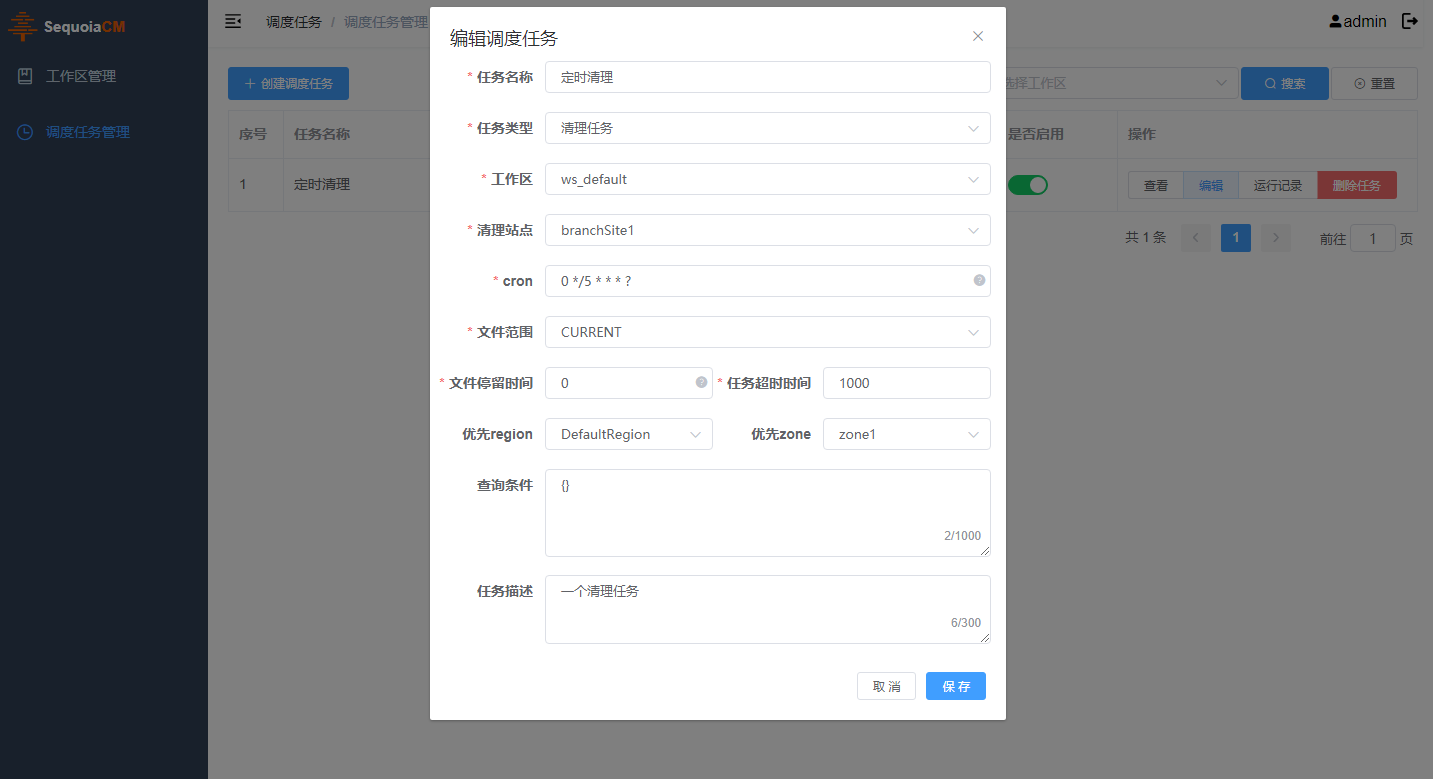 SequoiaCM
工作区管理
调度任务管理
调度任务 / 调度任务管理
admin
创建调度任务
选择工作区
搜索
重置
序号 任务名称 是否启用 操作
1 定时清理 查看 编辑 运行记录 删除任务
共 1 条 1 前往 1 页
编辑调度任务
* 任务名称 定时清理
* 任务类型 清理任务
* 工作区 ws_default
* 清理站点 branchSite1
* cron 0 */5 * * * ?
* 文件范围 CURRENT
* 文件停留时间 0 * 任务超时时间 1000
优先region DefaultRegion 优先zone zone1
查询条件 {}
2/1000
任务描述 一个清理任务
6/300
取消 保存